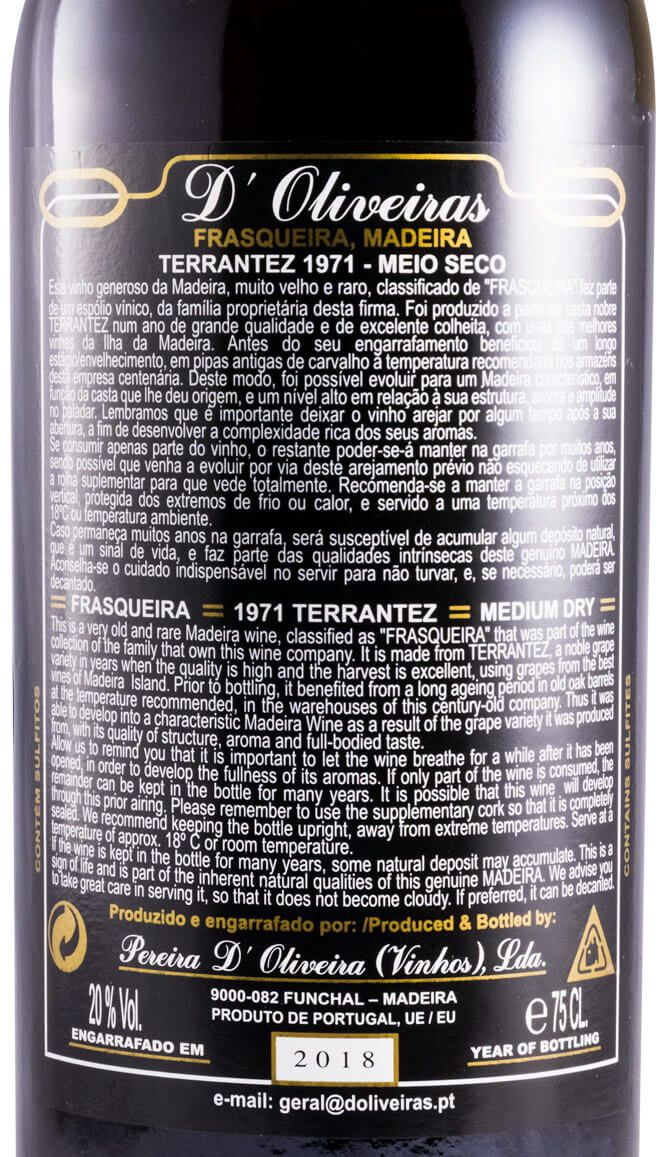 D' Oliveiras
FRASQUEIRA, MADEIRA
TERRANTEZ 1971 - MEIO SECO
Este vinho generoso da Madeira, muito velho e raro, classificado de "FRASQUEIRA" fez parte
de um espólio vínico, da família proprietária desta firma. Foi produzido a partir da casta nobre
TERRANTEZ num ano de grande qualidade e de excelente colheita, com uvas das melhores
vinhas da Ilha da Madeira. Antes do seu engarrafamento beneficiou de um longo
estágio/envelhecimento, em pipas antigas de carvalho à temperatura recomendada nos armazéns
desta empresa centenária. Deste modo, foi possível evoluir para um Madeira característico, em
função da casta que lhe deu origem, e um nível alto em relação à sua estrutura, aroma e amplitude
no paladar. Lembramos que é importante deixar o vinho arejar por algum tempo após a sua
abertura, a fim de desenvolver a complexidade rica dos seus aromas.
Se consumir apenas parte do vinho, o restante poder-se-á manter na garrafa por muitos anos,
sendo possível que venha a evoluir por via deste arejamento prévio não esquecendo de utilizar
a rolha suplementar para que vede totalmente. Recomenda-se a manter a garrafa na posição
vertical, protegida dos extremos de frio ou calor, e servido a uma temperatura próximo dos
18ºC ou temperatura ambiente.
Caso permaneça muitos anos na garrafa, será susceptível de acumular algum depósito natural,
que é um sinal de vida, e faz parte das qualidades intrínsecas deste genuíno MADEIRA.
Aconselha-se o cuidado indispensável no servir para não turvar, e, se necessário, poderá ser
decantado.
= FRASQUEIRA = 1971 TERRANTEZ = MEDIUM DRY =
This is a very old and rare Madeira wine, classified as "FRASQUEIRA" that was part of the wine
collection of the family that own this wine company. It is made from TERRANTEZ, a noble grape
variety in years when the quality is high and the harvest is excellent, using grapes from the best
vines of Madeira Island. Prior to bottling, it benefited from a long ageing period in old oak barrels
at the temperature recommended, in the warehouses of this century-old company. Thus it was
able to develop into a characteristic Madeira Wine as a result of the grape variety it was produced
from, with its quality of structure, aroma and full-bodied taste.
Allow us to remind you that it is important to let the wine breathe for a while after it has been
opened, in order to develop the fullness of its aromas. If only part of the wine is consumed, the
remainder can be kept in the bottle for many years. It is possible that this wine will develop
through this prior airing. Please remember to use the supplementary cork so that it is completely
sealed. We recommend keeping the bottle upright, away from extreme temperatures. Serve at a
temperature of approx. 18º C or room temperature.
If the wine is kept in the bottle for many years, some natural deposit may accumulate. This is a
sign of life and is part of the inherent natural qualities of this genuine MADEIRA. We advise you
to take great care in serving it, so that it does not become cloudy. If preferred, it can be decanted.
CONTÉM SULFITOS
CONTAINS SULFITES
Produzido e engarrafado por: /Produced & Bottled by:
Pereira D' Oliveira (Vinhos), Lda.
9000-082 FUNCHAL – MADEIRA
PRODUTO DE PORTUGAL, UE / EU
20 % Vol.
e 75 CL.
ENGARRAFADO EM
2018
YEAR OF BOTTLING
e-mail: geral@doliveiras.pt